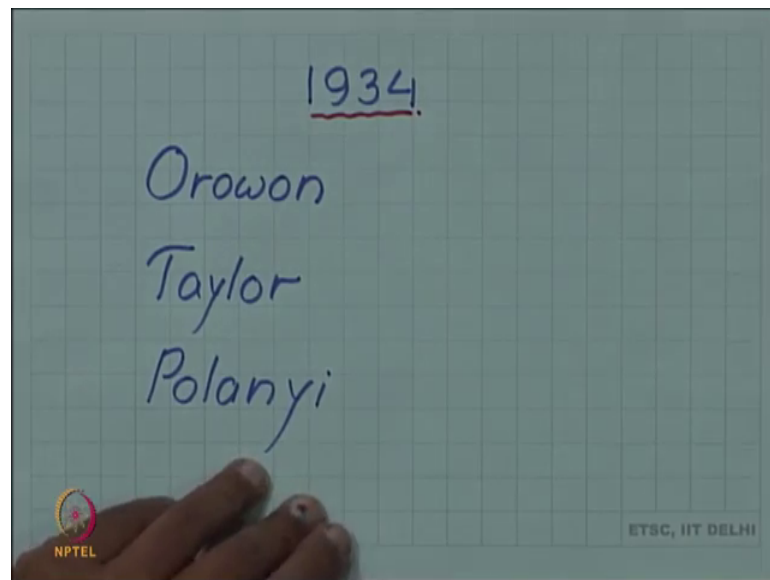 1934.
Orowon
Taylor
Polanyi
NPTEL
ETSC, IIT DELHI